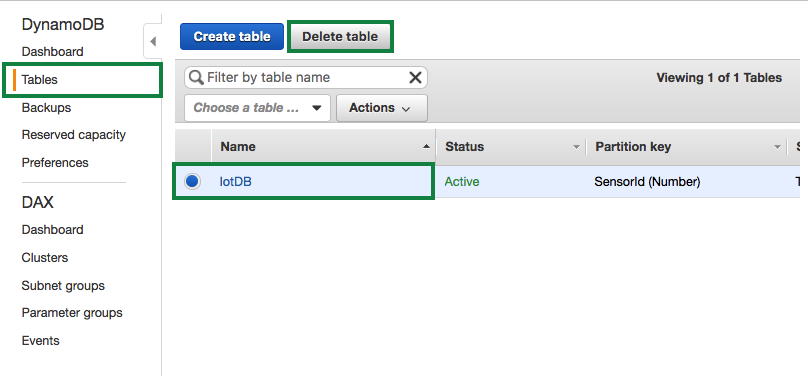 DynamoDB
Dashboard
Tables
Backups
Reserved capacity
Preferences
DAX
Dashboard
Clusters
Subnet groups
Parameter groups
Events
Create table Delete table
Filter by table name Viewing 1 of 1 Tables
Choose a table ... Actions
Name Status Partition key S
IotDB Active SensorId (Number) T